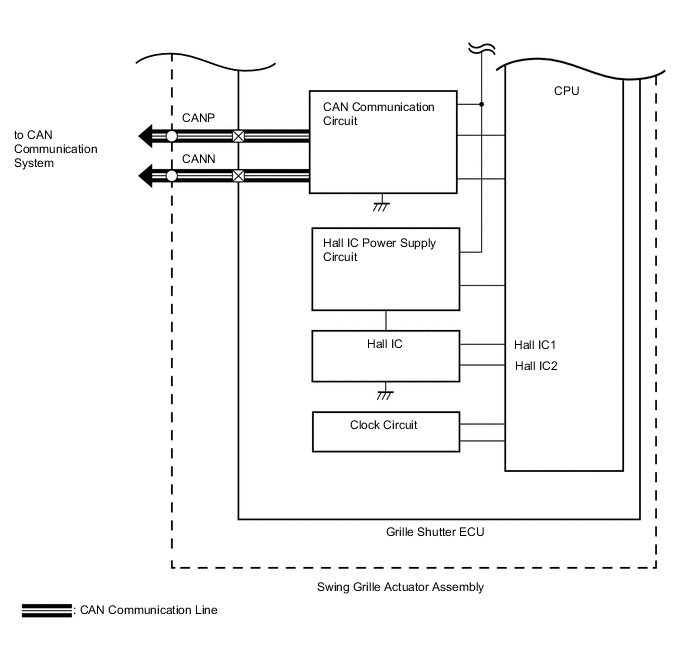 CPU
CAN Communication
Circuit
CANP
to CAN
Communication
System
CANN
Hall IC Power Supply
Circuit
Hall IC
Hall IC1
Hall IC2
Clock Circuit
Grille Shutter ECU
Swing Grille Actuator Assembly
: CAN Communication Line